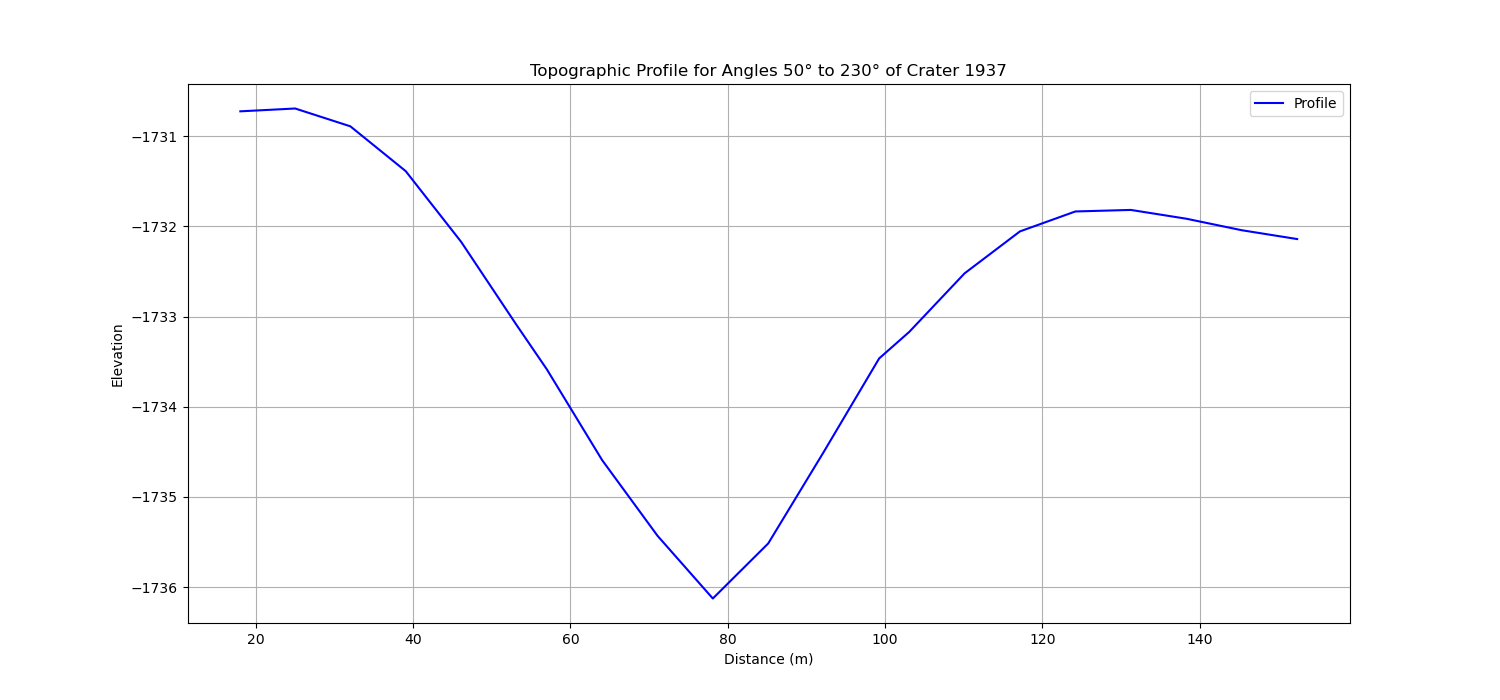 Topographic Profile for Angles 50° to 230° of Crater 1937
Profile
−1731
−1732
−1733
−1734
−1735
−1736
Elevation
20 40 60 80 100 120 140
Distance (m)